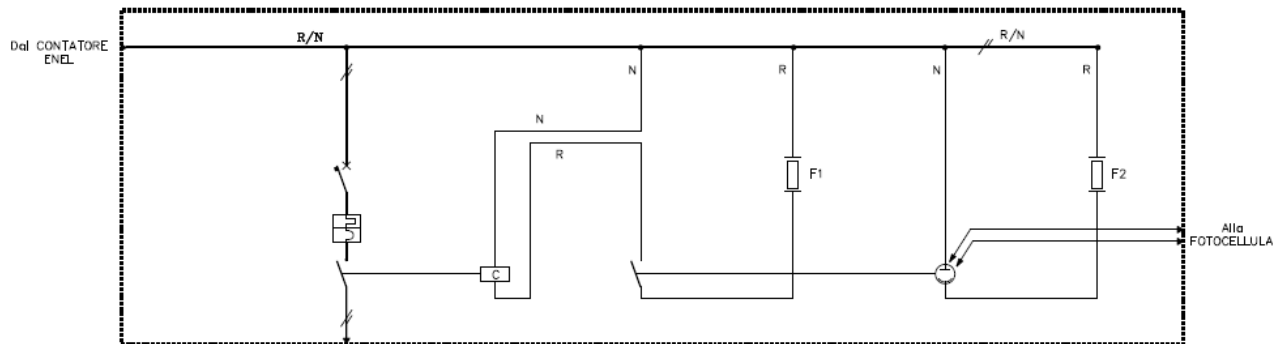 Dal CONTATORE
ENEL
R/N
R/N
N
R
N
R
N
R
F1
F2
Alla
FOTOCELLULA
C